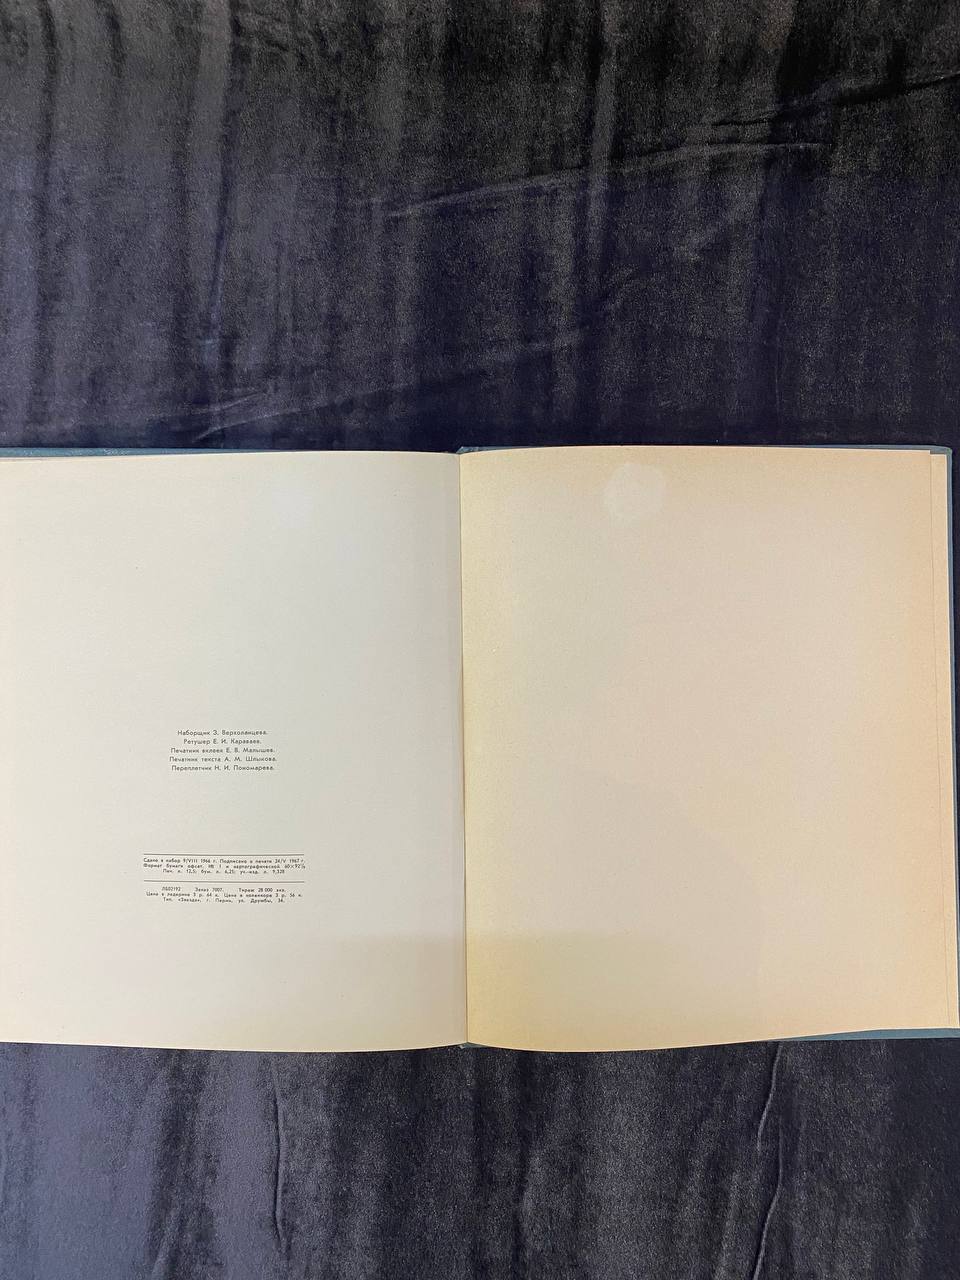 Наборщик З. Верхоланцева.
Ретушер Е. И. Караваев.
Печатник вклеек Е. В. Малышев.
Печатник текста А. М. Шлыкова.
Переплетчик Н. И. Пономарева.
Сдано в набор 9/VIII 1966 г. Подписано в печати 24/V 1967 г.
Формат бумаги офсет. № 1 и картографической 60×92⅛
Печ. л. 12,5; бум. л. 6,25; уч.-изд. л. 9,328
ЛБ02192 Заказ 7007. Тираж 28 000 экз.
Цена в ледерине 3 р. 64 к. Цена в коленкоре 3 р. 56 к.
Тип. «Звезда», г. Пермь, ул. Дружбы, 34.